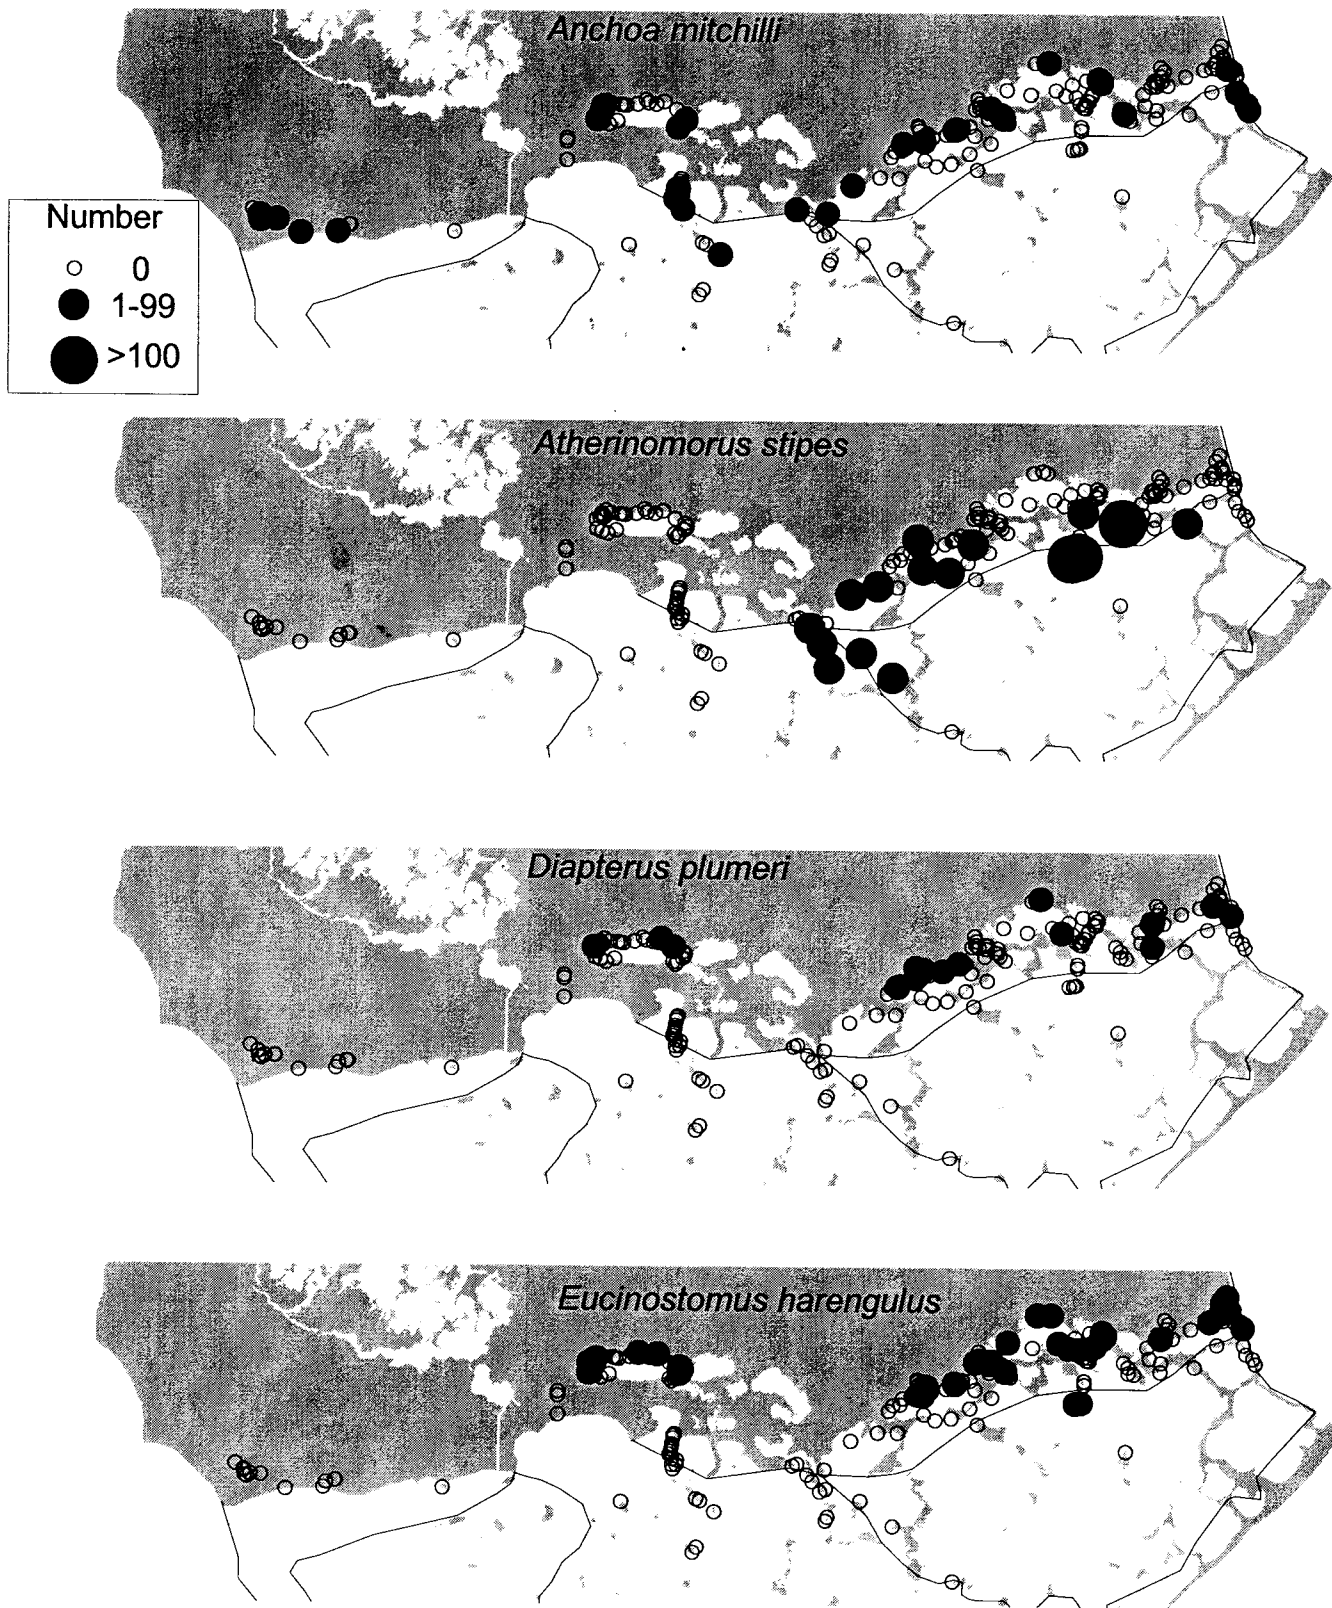 Anchoa mitchilli
Number
0
1-99
>100
Atherinomorus stipes
Diapterus plumeri
Eucinostomus harengulus